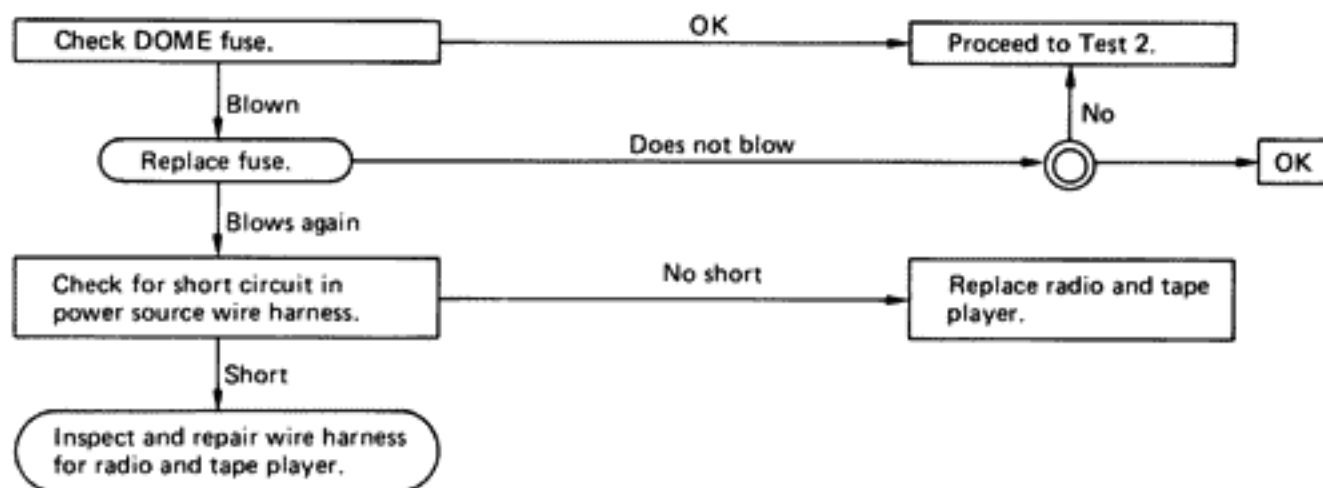 Check DOME fuse.
OK
Proceed to Test 2.
Blown
No
Replace fuse.
Does not blow
OK
Blows again
Check for short circuit in
power source wire harness.
No short
Replace radio and tape
player.
Short
Inspect and repair wire harness
for radio and tape player.